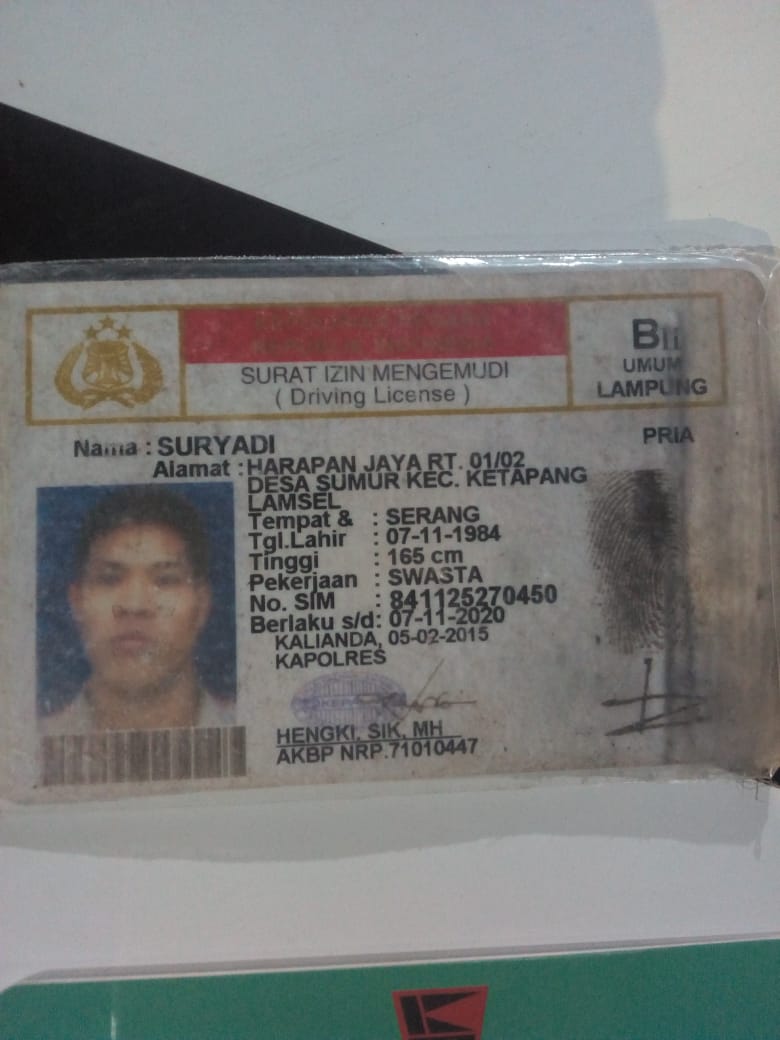 SURAT IZIN MENGEMUDI
( Driving License )
BII
UMUM
LAMPUNG
PRIA
Nama : SURYADI
Alamat : HARAPAN JAYA RT. 01/02
DESA SUMUR KEC. KETAPANG
LAMSEL
Tempat & : SERANG
Tgl.Lahir : 07-11-1984
Tinggi : 165 cm
Pekerjaan : SWASTA
No. SIM : 841125270450
Berlaku s/d: 07-11-2020
KALIANDA, 05-02-2015
KAPOLRES
HENGKI, SIK, MH
AKBP NRP.71010447